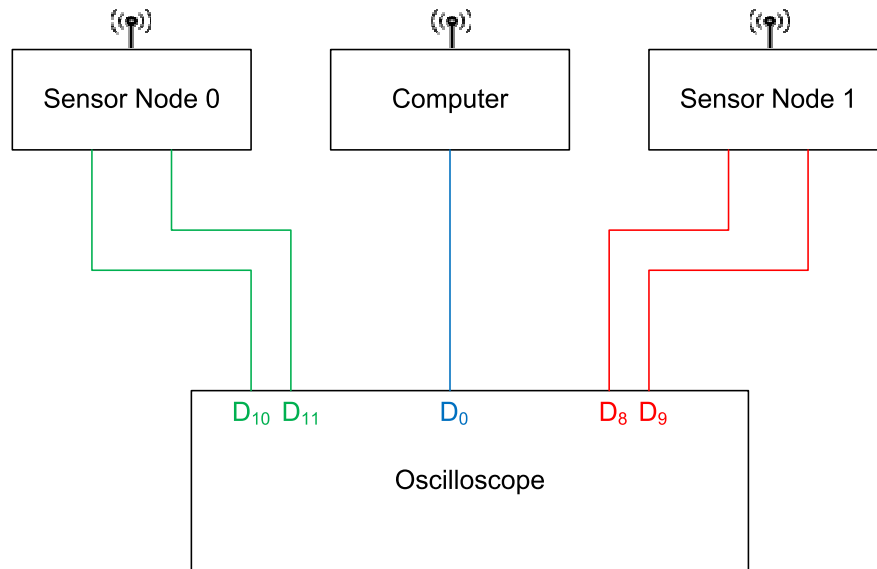 Sensor Node 0
Computer
Sensor Node 1
D₁₀ D₁₁ D₀ D₈ D₉
Oscilloscope